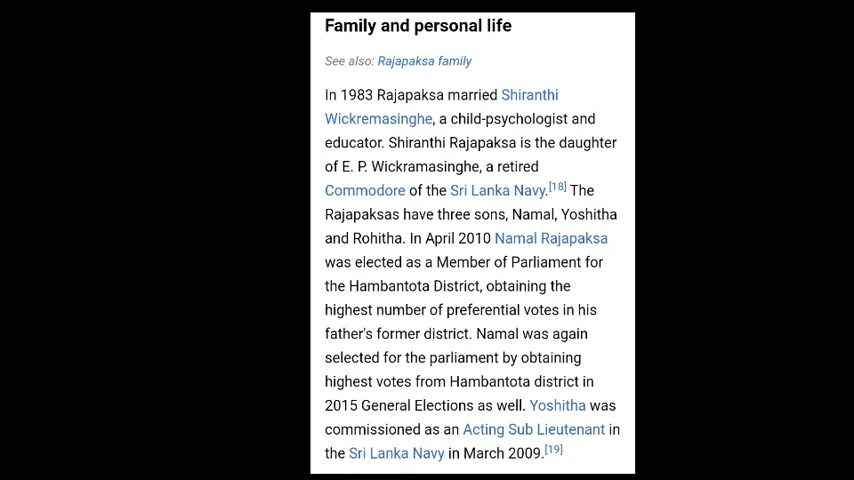 Family and personal life
See also: Rajapaksa family
In 1983 Rajapaksa married Shiranthi
Wickremasinghe, a child-psychologist and
educator. Shiranthi Rajapaksa is the daughter
of E. P. Wickramasinghe, a retired
Commodore of the Sri Lanka Navy.[18] The
Rajapaksas have three sons, Namal, Yoshitha
and Rohitha. In April 2010 Namal Rajapaksa
was elected as a Member of Parliament for
the Hambantota District, obtaining the
highest number of preferential votes in his
father's former district. Namal was again
selected for the parliament by obtaining
highest votes from Hambantota district in
2015 General Elections as well. Yoshitha was
commissioned as an Acting Sub Lieutenant in
the Sri Lanka Navy in March 2009.[19]